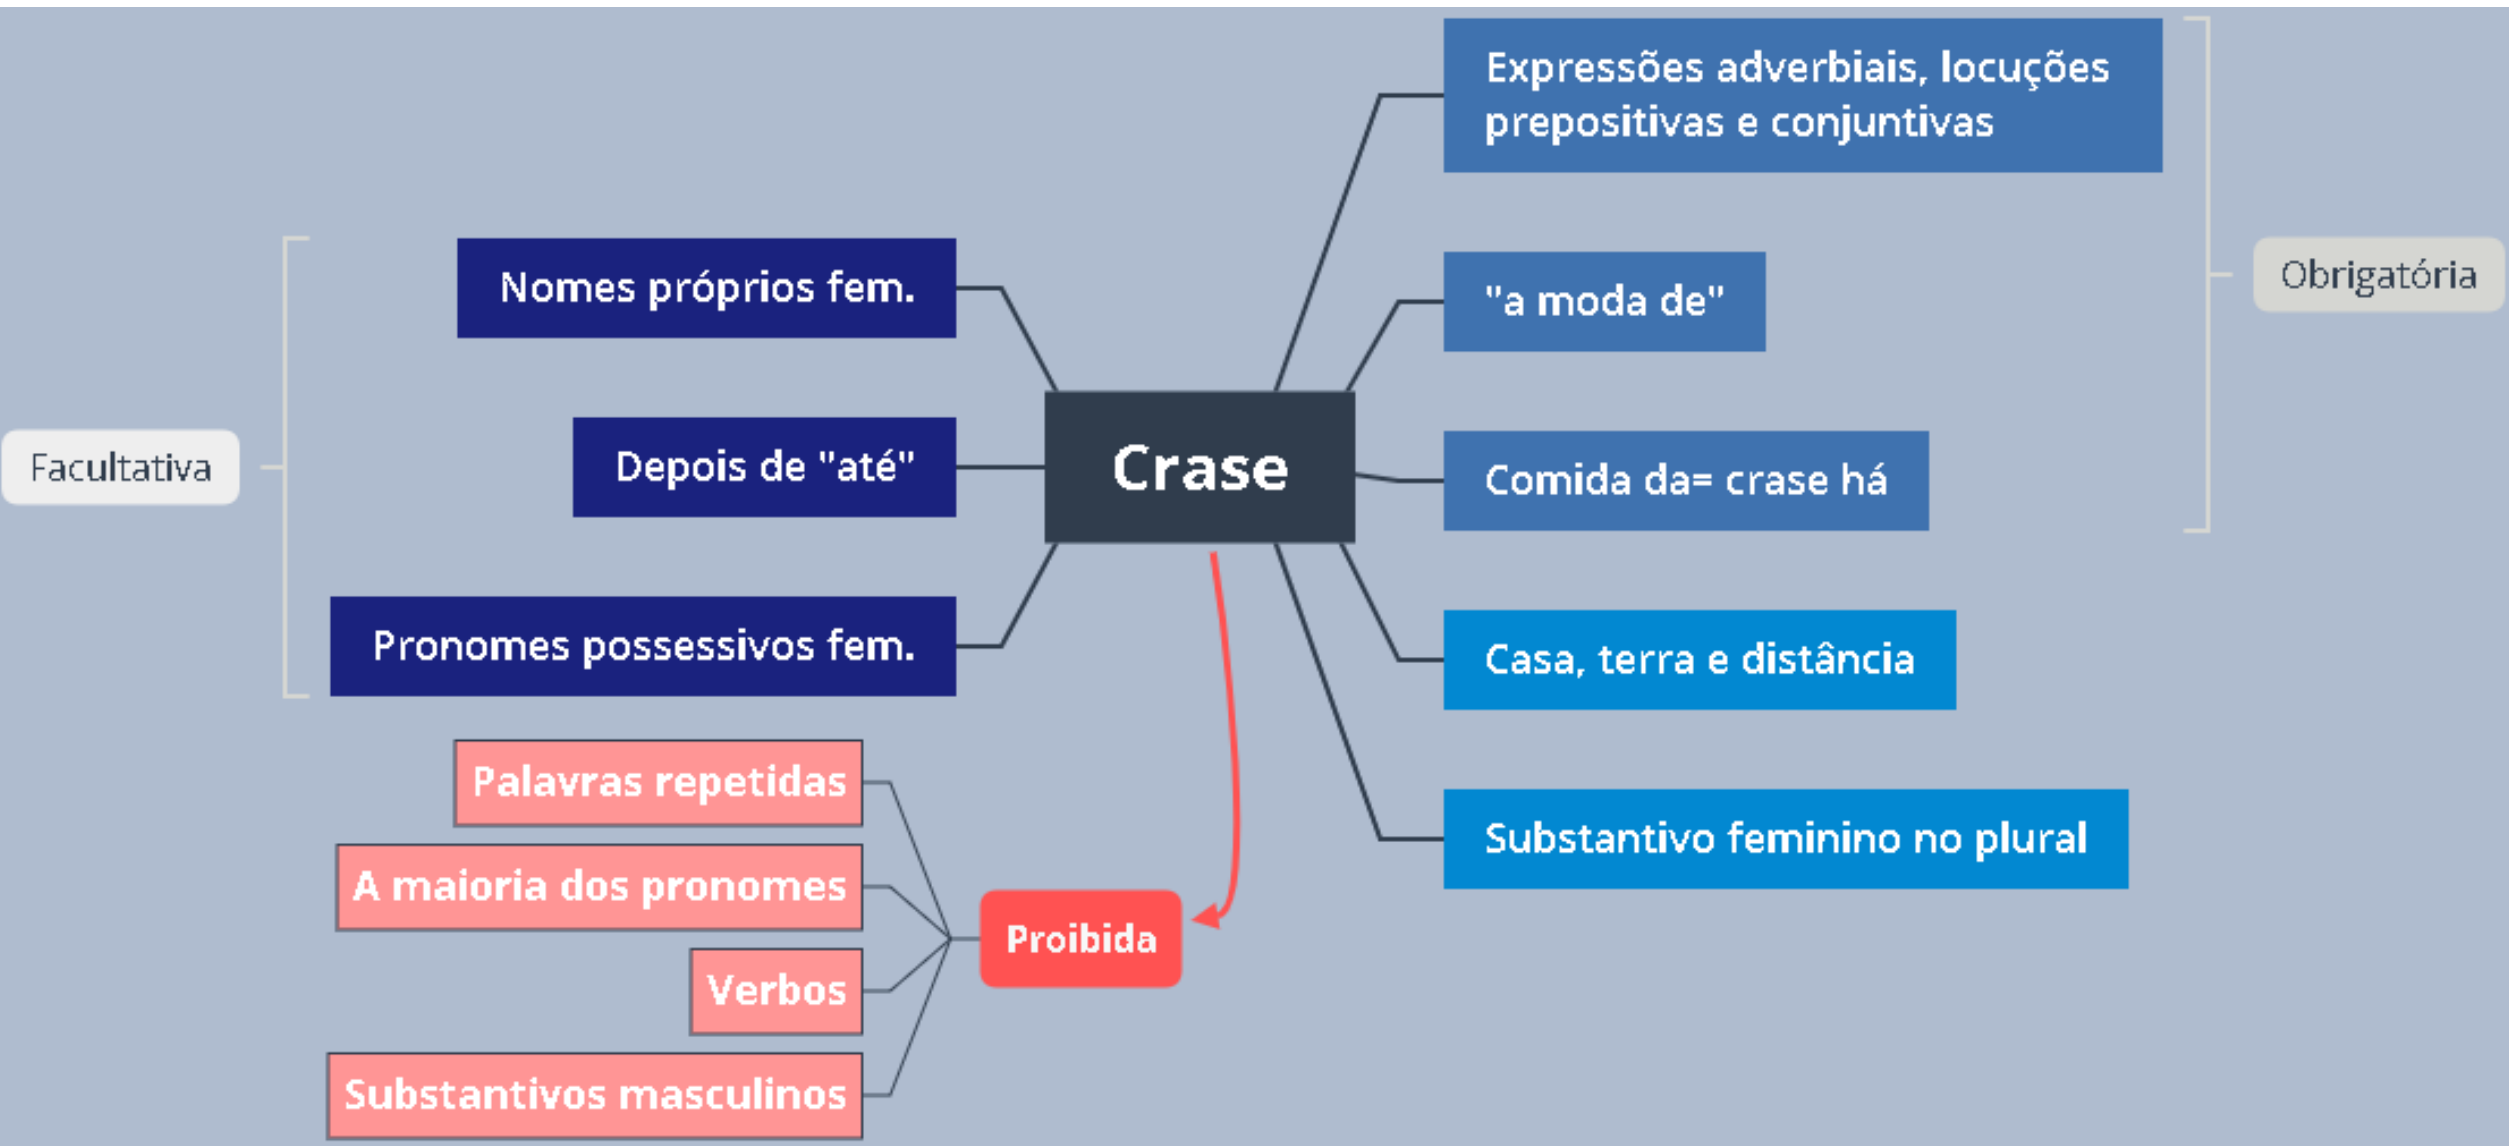 Expressões adverbiais, locuções
prepositivas e conjuntivas
"a moda de"
Comida da= crase há
Obrigatória
Casa, terra e distância
Substantivo feminino no plural
Crase
Nomes próprios fem.
Depois de "até"
Pronomes possessivos fem.
Facultativa
Proibida
Palavras repetidas
A maioria dos pronomes
Verbos
Substantivos masculinos